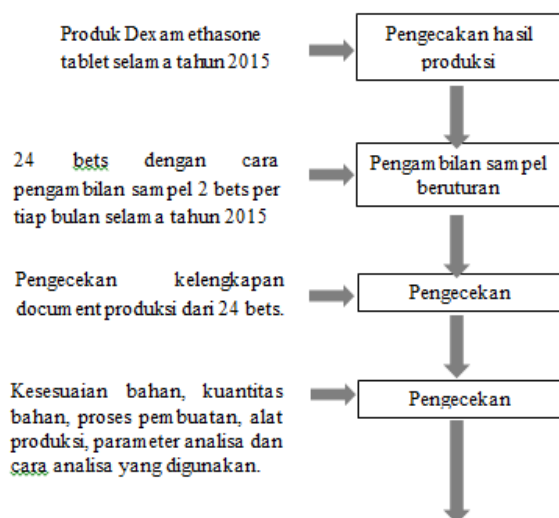 Produk Dexamethasone
tablet selama tahun 2015
Pengecakan hasil
produksi
24 bets dengan cara
pengambilan sampel 2 bets per
tiap bulan selama tahun 2015
Pengambilan sampel
beruturan
Pengecekan kelengkapan
document produksi dari 24 bets.
Pengecekan
Kesesuaian bahan, kuantitas
bahan, proses pembuatan, alat
produksi, parameter analisa dan
cara analisa yang digunakan.
Pengecekan